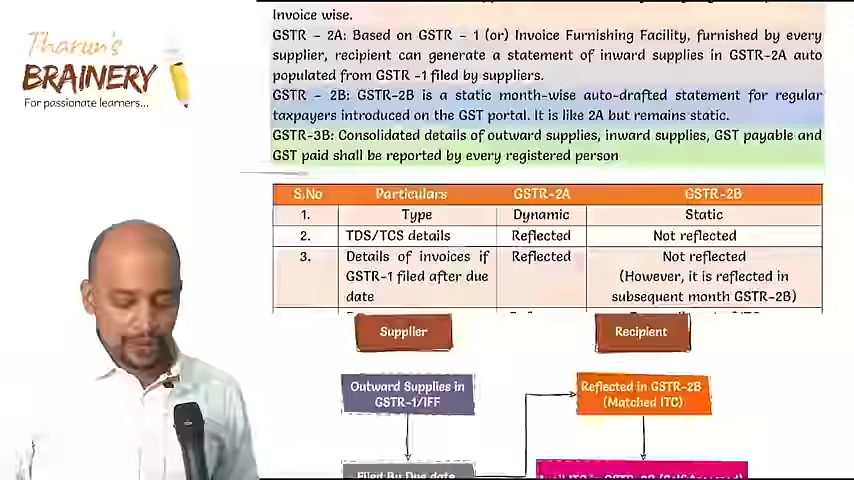 Tharun's
BRAINERY
For passionate learners...
Invoice wise.
GSTR – 2A: Based on GSTR – 1 (or) Invoice Furnishing Facility, furnished by every
supplier, recipient can generate a statement of inward supplies in GSTR-2A auto
populated from GSTR -1 filed by suppliers.
GSTR – 2B: GSTR-2B is a static month-wise auto-drafted statement for regular
taxpayers introduced on the GST portal. It is like 2A but remains static.
GSTR-3B: Consolidated details of outward supplies, inward supplies, GST payable and
GST paid shall be reported by every registered person
S.No Particulars GSTR-2A GSTR-2B
1. Type Dynamic Static
2. TDS/TCS details Reflected Not reflected
3. Details of invoices if Reflected Not reflected
GSTR-1 filed after due (However, it is reflected in
date subsequent month GSTR-2B)
Supplier Recipient
Outward Supplies in Reflected in GSTR-2B
GSTR-1/IFF (Matched ITC)
Filed By Due date